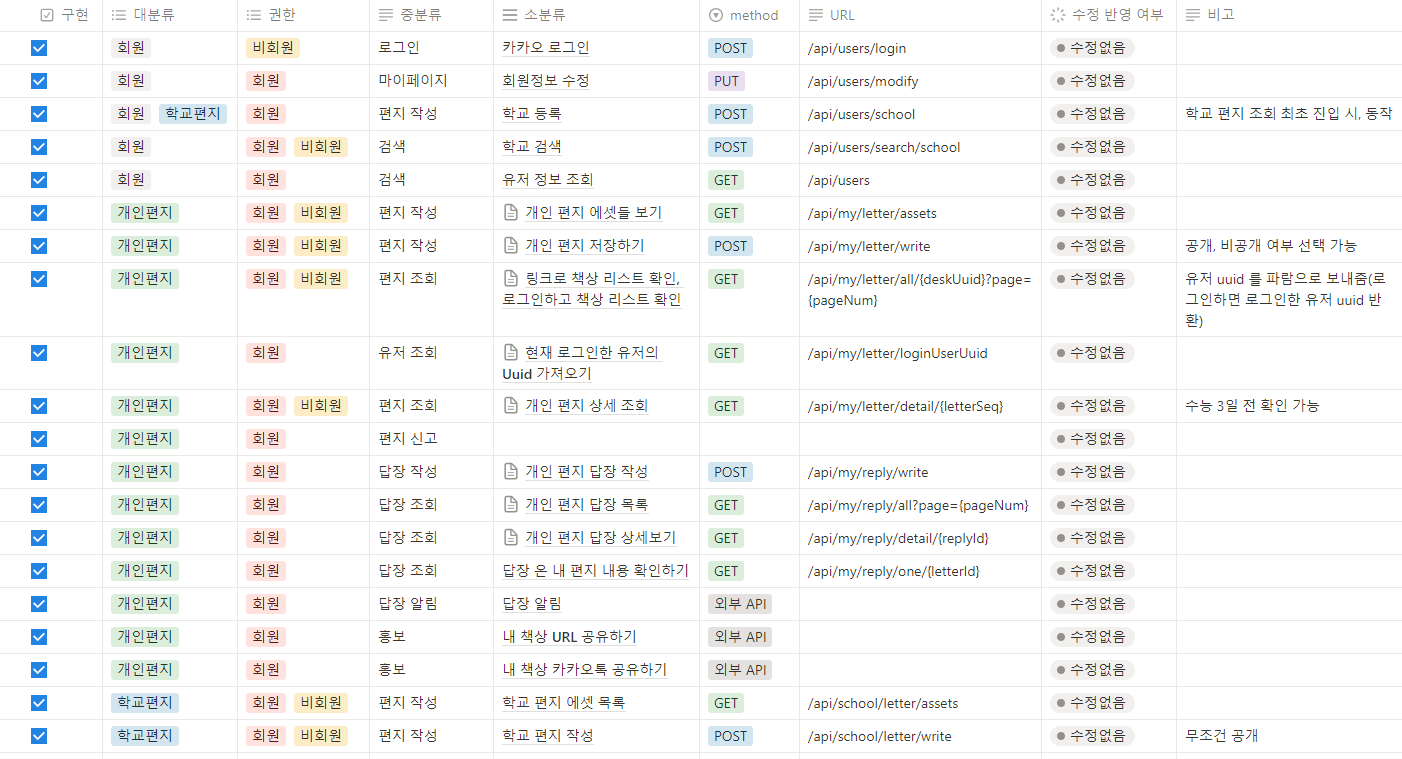 구현 대분류 권한 중분류 소분류 method URL 수정 반영 여부 비고
회원 비회원 로그인 카카오 로그인 POST /api/users/login 수정없음
회원 회원 마이페이지 회원정보 수정 PUT /api/users/modify 수정없음
회원 학교편지 회원 편지 작성 학교 등록 POST /api/users/school 수정없음 학교 편지 조회 최초 진입 시, 동작
회원 회원 비회원 검색 학교 검색 POST /api/users/search/school 수정없음
회원 회원 검색 유저 정보 조회 GET /api/users 수정없음
개인편지 회원 비회원 편지 작성 개인 편지 에셋들 보기 GET /api/my/letter/assets 수정없음
개인편지 회원 비회원 편지 작성 개인 편지 저장하기 POST /api/my/letter/write 수정없음 공개, 비공개 여부 선택 가능
개인편지 회원 비회원 편지 조회 링크로 책상 리스트 확인, GET /api/my/letter/all/{deskUuid}?page= 수정없음 유저 uuid 를 파람으로 보내줌(로
로그인하고 책상 리스트 확인 {pageNum} 그인하면 로그인한 유저 uuid 반
환)
개인편지 회원 유저 조회 현재 로그인한 유저의 GET /api/my/letter/loginUserUuid 수정없음
Uuid 가져오기
개인편지 회원 비회원 편지 조회 개인 편지 상세 조회 GET /api/my/letter/detail/{letterSeq} 수정없음 수능 3일 전 확인 가능
개인편지 회원 편지 신고 수정없음
개인편지 회원 답장 작성 개인 편지 답장 작성 POST /api/my/reply/write 수정없음
개인편지 회원 답장 조회 개인 편지 답장 목록 GET /api/my/reply/all?page={pageNum} 수정없음
개인편지 회원 답장 조회 개인 편지 답장 상세보기 GET /api/my/reply/detail/{replyId} 수정없음
개인편지 회원 답장 조회 답장 온 내 편지 내용 확인하기 GET /api/my/reply/one/{letterId} 수정없음
개인편지 회원 답장 알림 답장 알림 외부 API 수정없음
개인편지 회원 홍보 내 책상 URL 공유하기 외부 API 수정없음
개인편지 회원 홍보 내 책상 카카오톡 공유하기 외부 API 수정없음
학교편지 회원 비회원 편지 작성 학교 편지 에셋 목록 GET /api/school/letter/assets 수정없음
학교편지 회원 비회원 편지 작성 학교 편지 작성 POST /api/school/letter/write 수정없음 무조건 공개